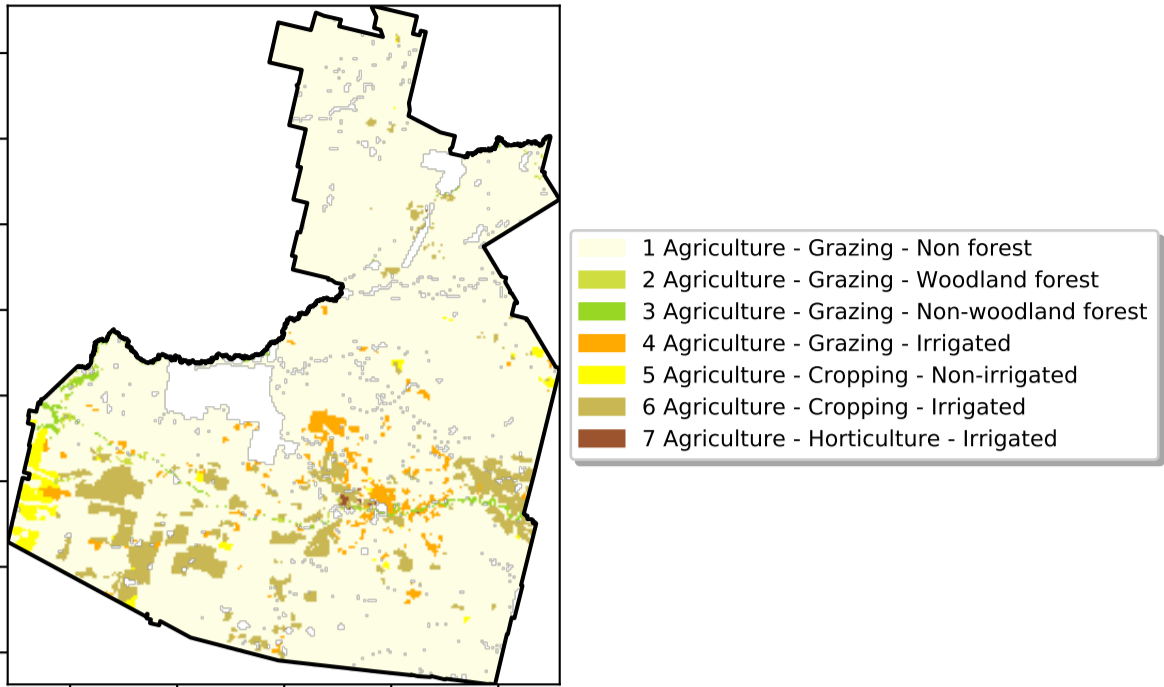 1 Agriculture - Grazing - Non forest
2 Agriculture - Grazing - Woodland forest
3 Agriculture - Grazing - Non-woodland forest
4 Agriculture - Grazing - Irrigated
5 Agriculture - Cropping - Non-irrigated
6 Agriculture - Cropping - Irrigated
7 Agriculture - Horticulture - Irrigated